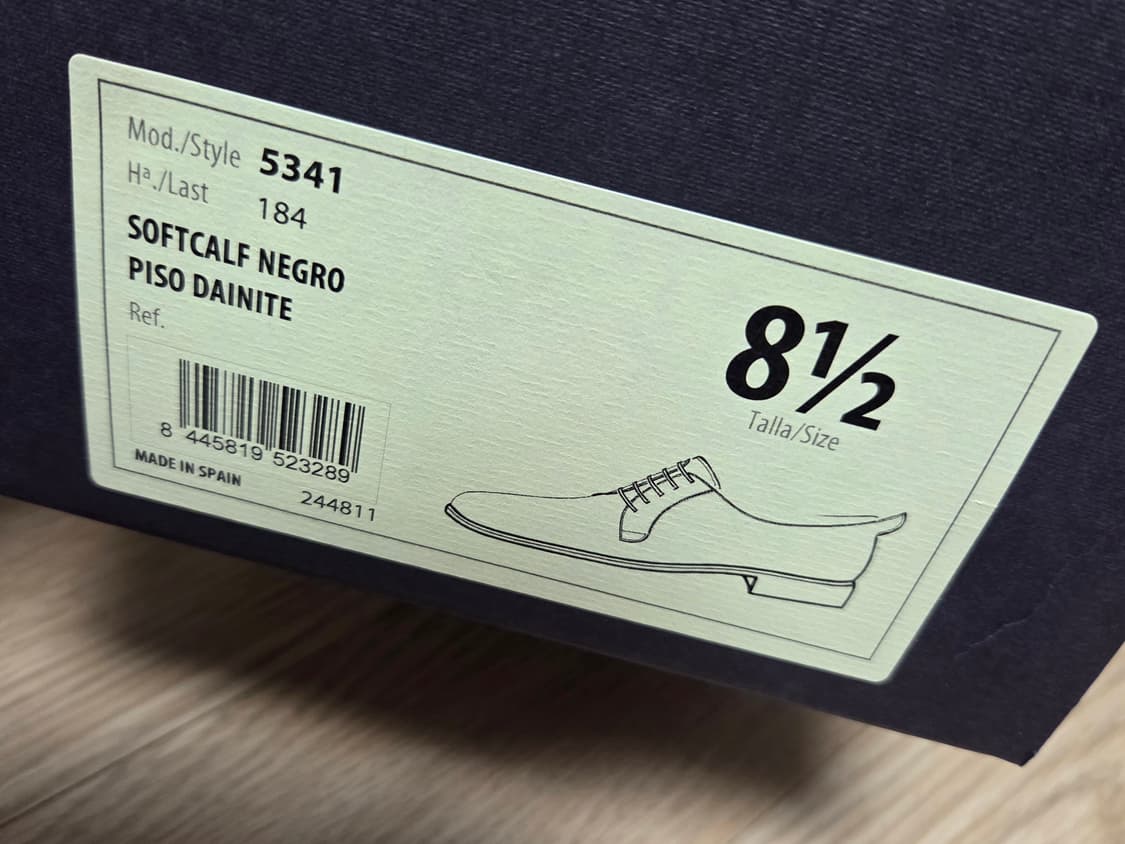 Mod./Style 5341
Hª./Last 184
SOFTCALF NEGRO
PISO DAINITE
Ref.
8 445819 523289
MADE IN SPAIN
244811
8½
Talla/Size